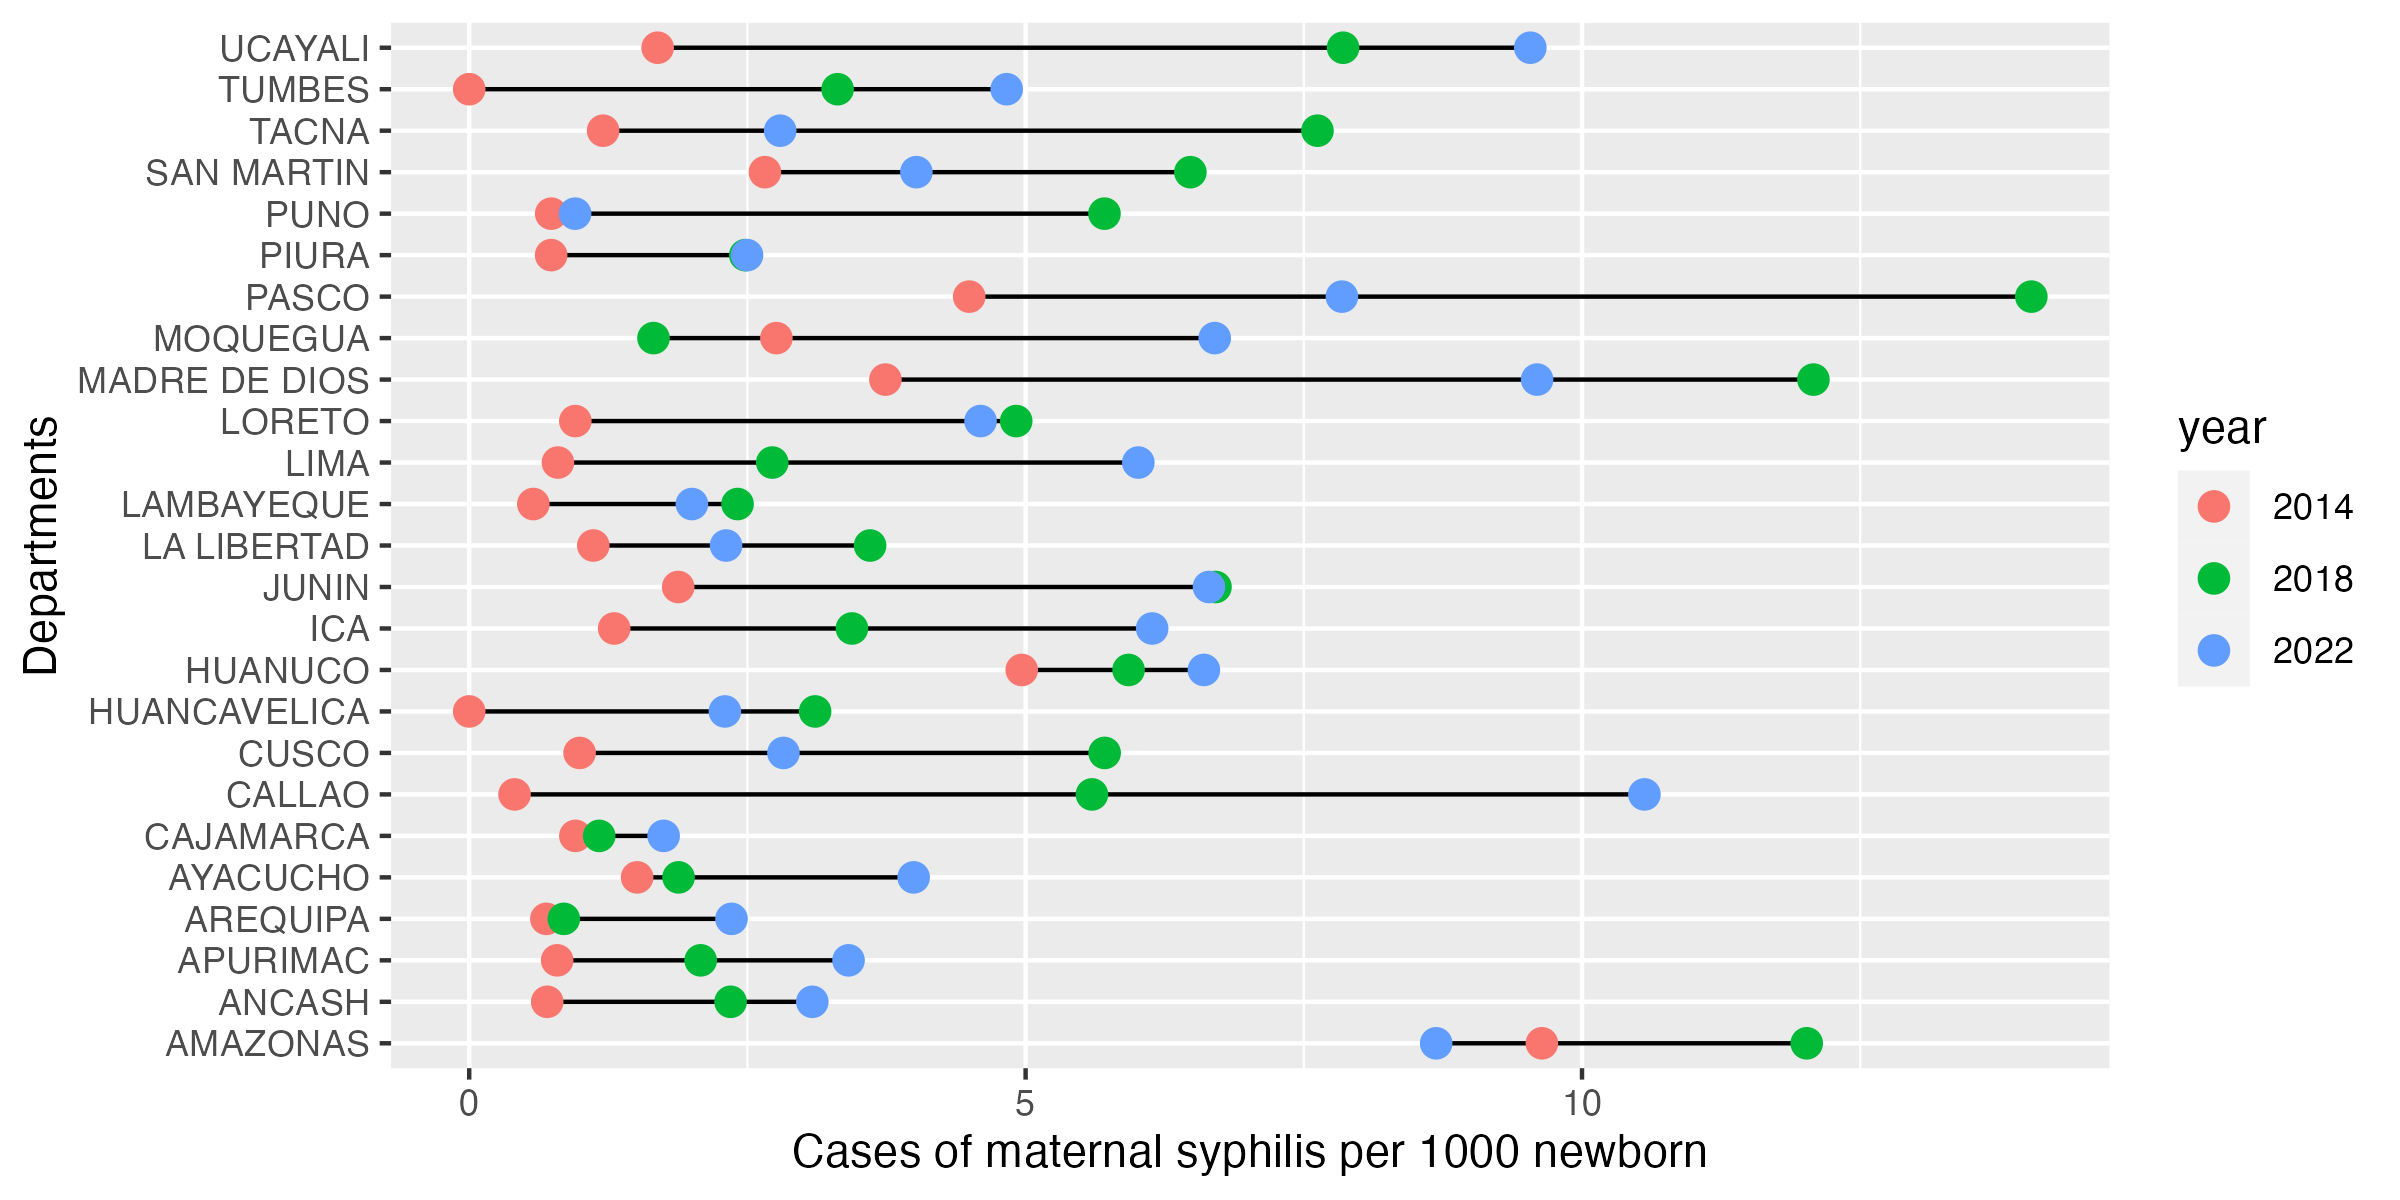 UCAYALI
TUMBES
TACNA
SAN MARTIN
PUNO
PIURA
PASCO
MOQUEGUA
MADRE DE DIOS
LORETO
LIMA
LAMBAYEQUE
LA LIBERTAD
JUNIN
ICA
HUANUCO
HUANCAVELICA
CUSCO
CALLAO
CAJAMARCA
AYACUCHO
AREQUIPA
APURIMAC
ANCASH
AMAZONAS
Departments
0 5 10
Cases of maternal syphilis per 1000 newborn
year
2014
2018
2022